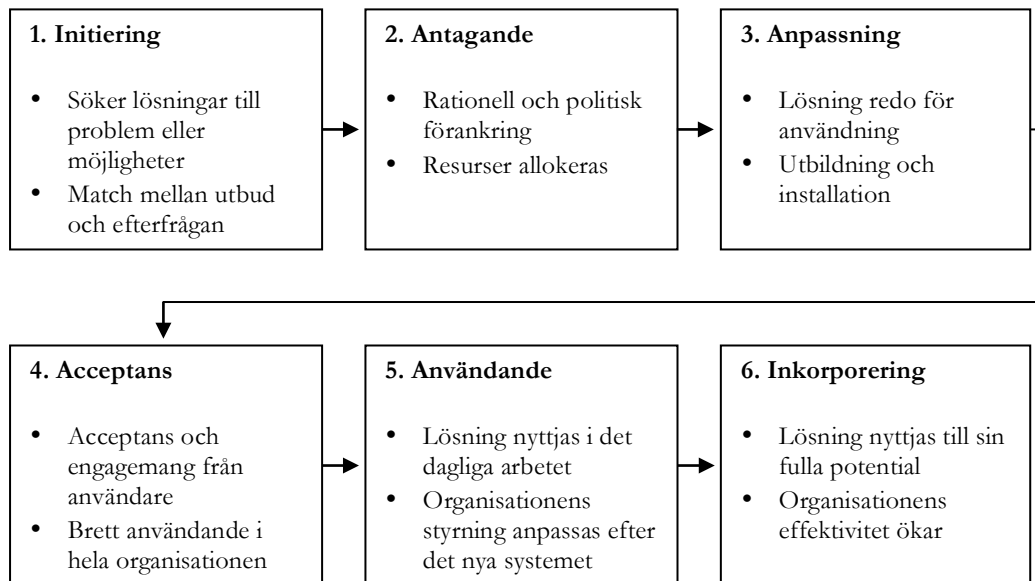 1. Initiering
• Söker lösningar till
problem eller
möjligheter
• Match mellan utbud
och efterfrågan
2. Antagande
• Rationell och politisk
förankring
• Resurser allokeras
3. Anpassning
• Lösning redo för
användning
• Utbildning och
installation
4. Acceptans
• Acceptans och
engagemang från
användare
• Brett användande i
hela organisationen
5. Användande
• Lösning nyttjas i det
dagliga arbetet
• Organisationens
styrning anpassas efter
det nya systemet
6. Inkorporering
• Lösning nyttjas till sin
fulla potential
• Organisationens
effektivitet ökar